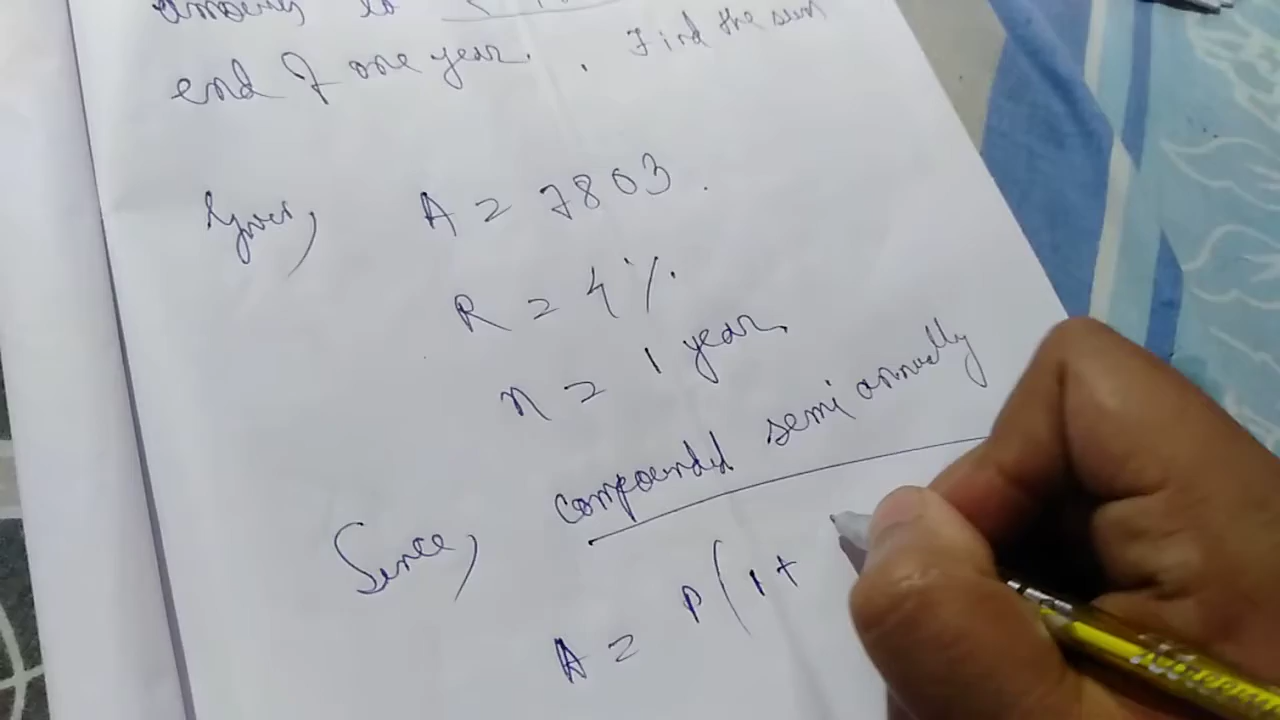 end of one year. Find the sum
Given, A = 7803.
R = 4%.
n = 1 year
Since, compounded semi annually
A = P(1+